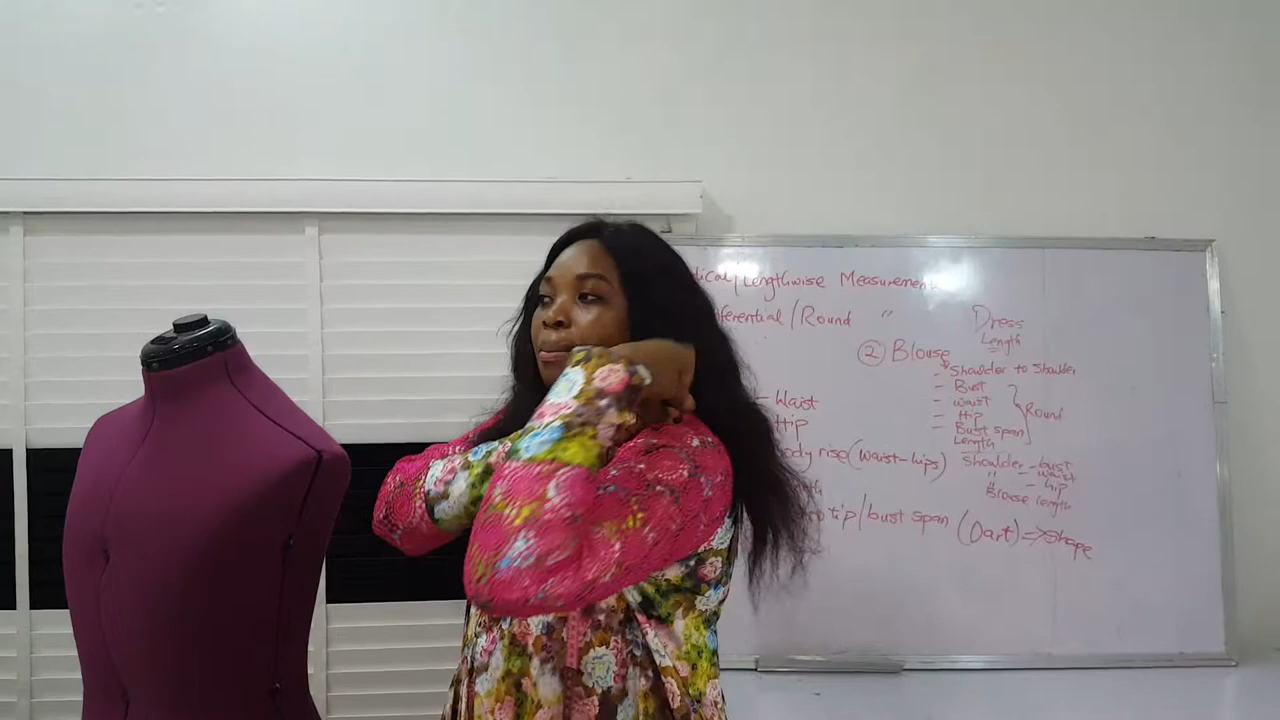 dical/Lengthwise Measurement
ferential/Round "
Dress
Length
② Blouse
- Shoulder to Shoulder
- Bust
- waist
- Hip
- Bust span
Round
Length
Shoulder - bust
" - waist
- hip
Blouse length
- Waist
Hip
ody rise (waist-hips)
tip/bust span (Dart) => Shape